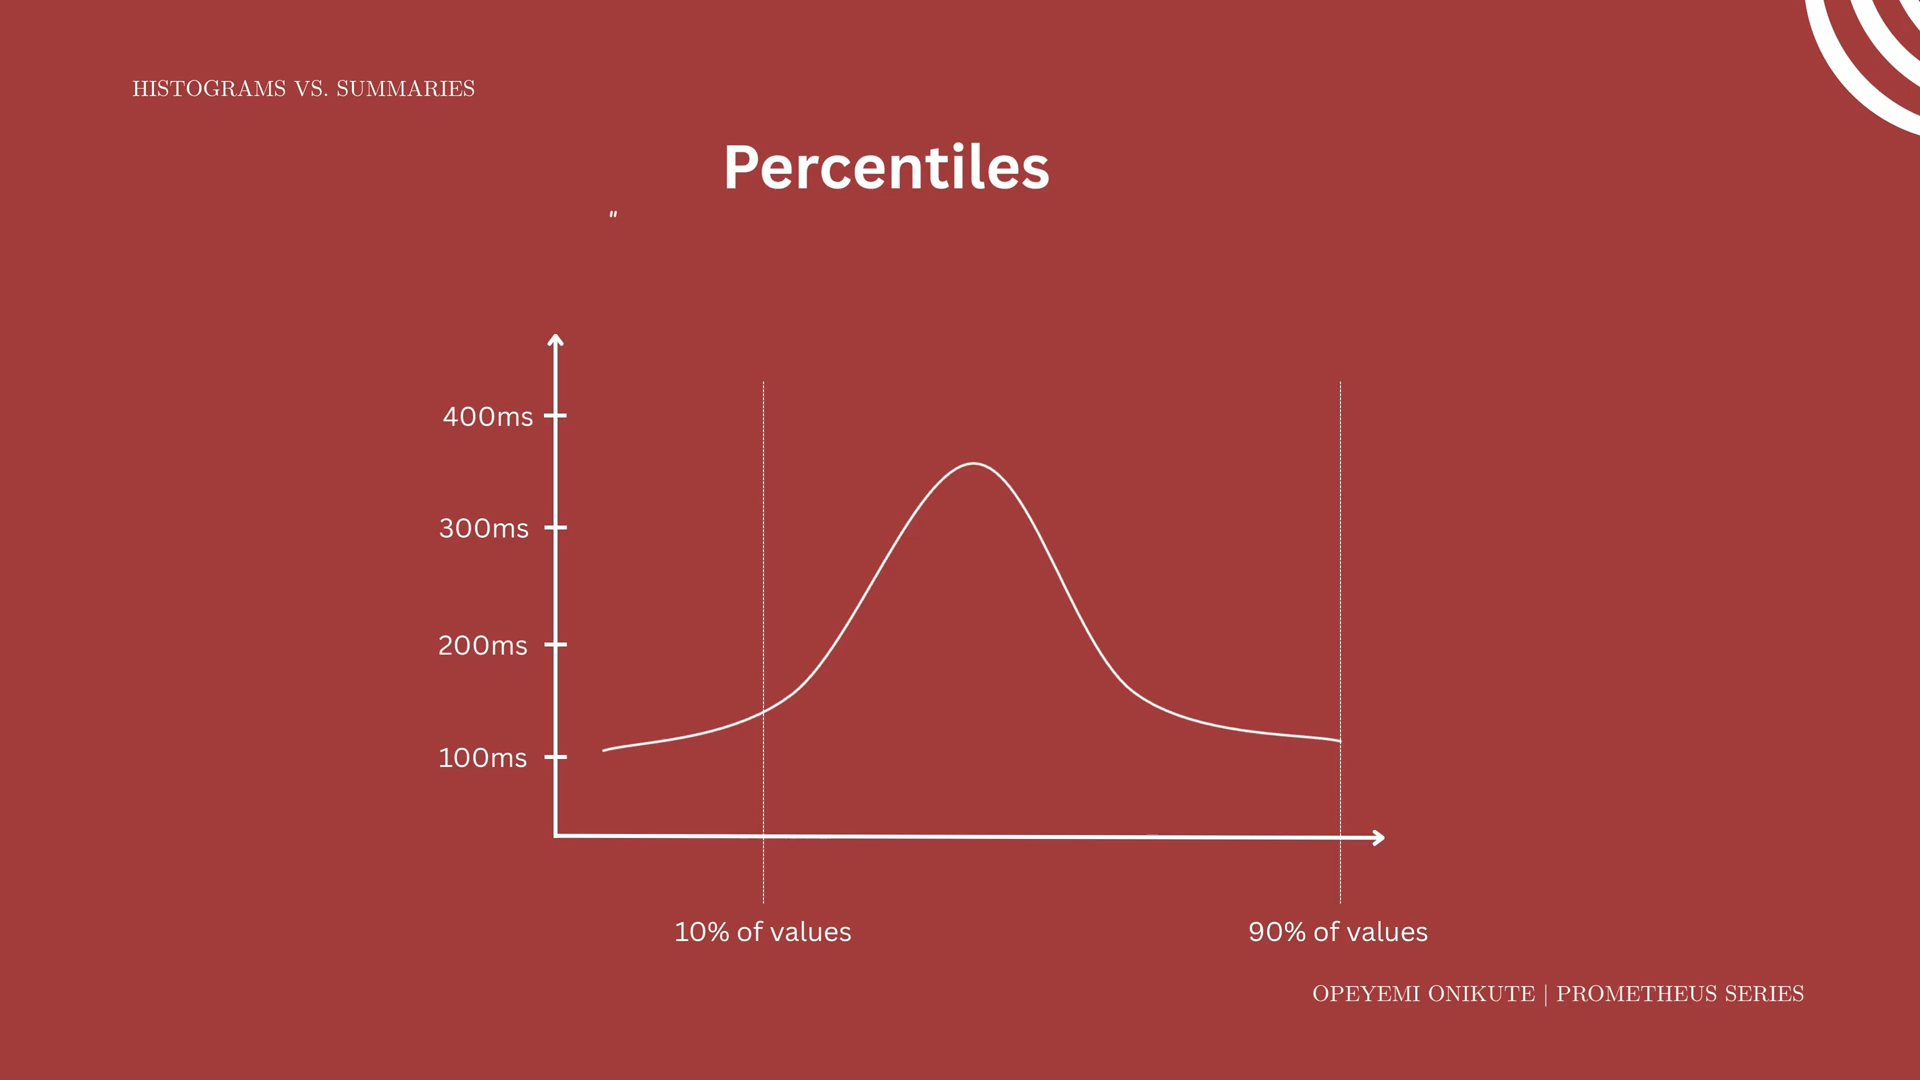 HISTOGRAMS VS. SUMMARIES
Percentiles
"
400ms
300ms
200ms
100ms
10% of values
90% of values
OPEYEMI ONIKUTE | PROMETHEUS SERIES